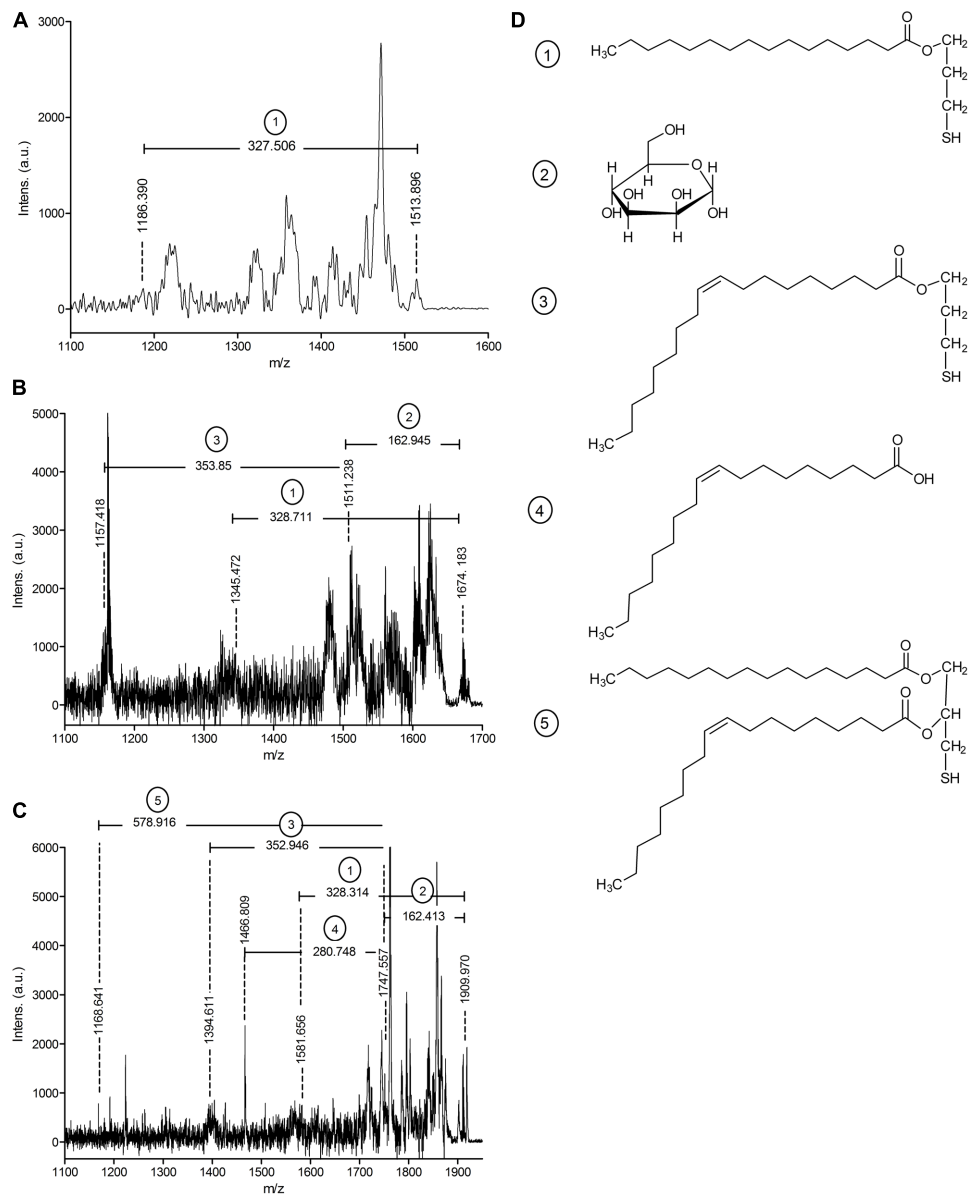 A
3000
2000
1000
0
Intens. (a.u.)
1
327.506
1186.390
1513.896
1100 1200 1300 1400 1500 1600
m/z
B
5000
4000
3000
2000
1000
0
Intens. (a.u.)
2
162.945
3
353.85
1
328.711
1157.418
1345.472
1511.238
1674. 183
1100 1200 1300 1400 1500 1600 1700
m/z
C
6000
5000
4000
3000
2000
1000
0
Intens. (a.u.)
5
578.916
3
352.946
1
328.314
2
162.413
4
280.748
1168.641
1394.611
1466.809
1581.656
1747.557
1909.970
1100 1200 1300 1400 1500 1600 1700 1800 1900
m/z
D
1
H3C
O
O
CH2
CH2
CH2
SH
2
OH
H
O
H
H
OH
OH
OH
H
OH
H
H
3
O
O
CH2
CH2
CH2
SH
H3C
4
O
OH
H3C
5
H3C
O
O
CH2
O
O
CH
CH2
SH
H3C